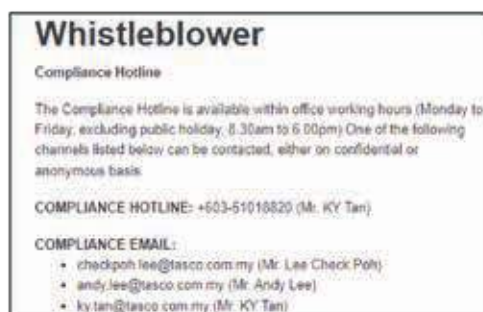 Whistleblower
Compliance Hotline
The Compliance Hotline is available within office working hours (Monday to
Friday, excluding public holiday, 8.30am to 6.00pm) One of the following
channels listed below can be contacted, either on confidential or
anonymous basis.
COMPLIANCE HOTLINE: +603-51018820 (Mr. KY Tan)
COMPLIANCE EMAIL:
• checkpoh.lee@tasco.com.my (Mr. Lee Check Poh)
• andy.lee@tasco.com.my (Mr. Andy Lee)
• ky.tan@tasco.com.my (Mr. KY Tan)